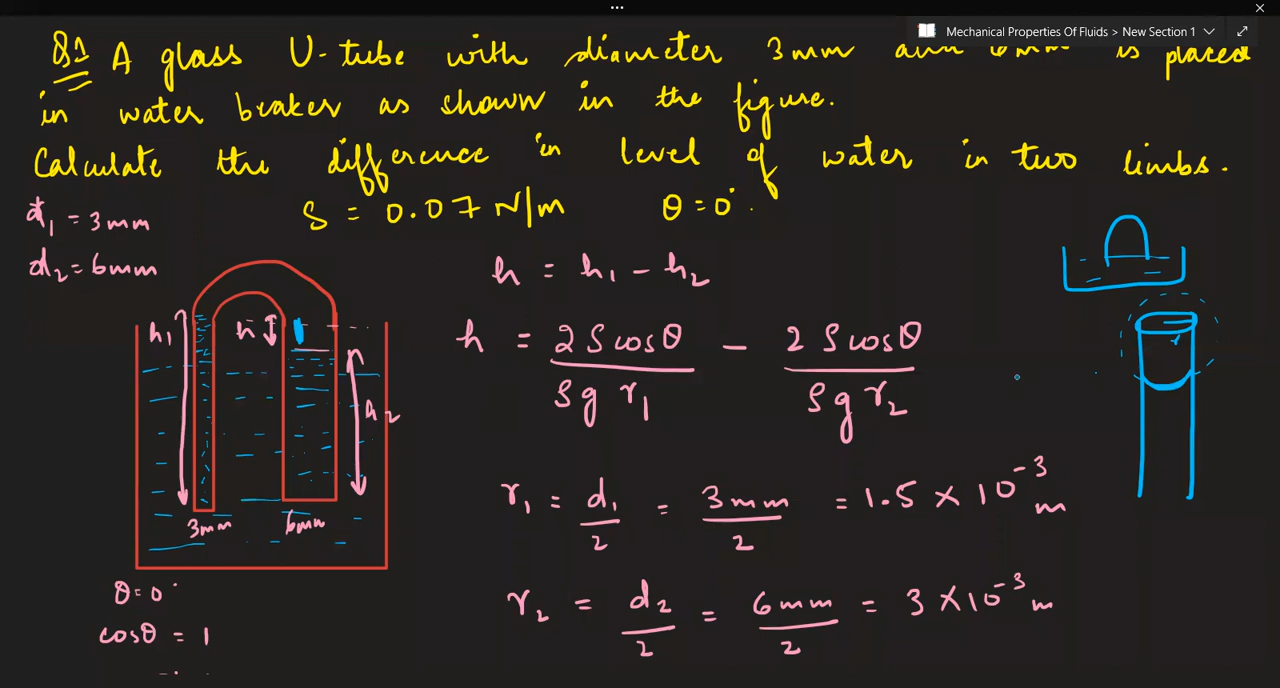 Mechanical Properties Of Fluids > New Section 1
Q1 A glass U-tube with diameter 3mm and 6mm is placed
in water beaker as shown in the figure.
Calculate the difference in level of water in two limbs.
S = 0.07 N/m θ = 0°.
d₁ = 3mm
d₂ = 6mm
h = h₁ - h₂
h₁ h h₂
h = 2 S cosθ / ρ g r₁ - 2 S cosθ / ρ g r₂
r₁ = d₁/2 = 3mm/2 = 1.5 × 10⁻³ m
3mm 6mm
θ = 0°
r₂ = d₂/2 = 6mm/2 = 3 × 10⁻³ m
cosθ = 1